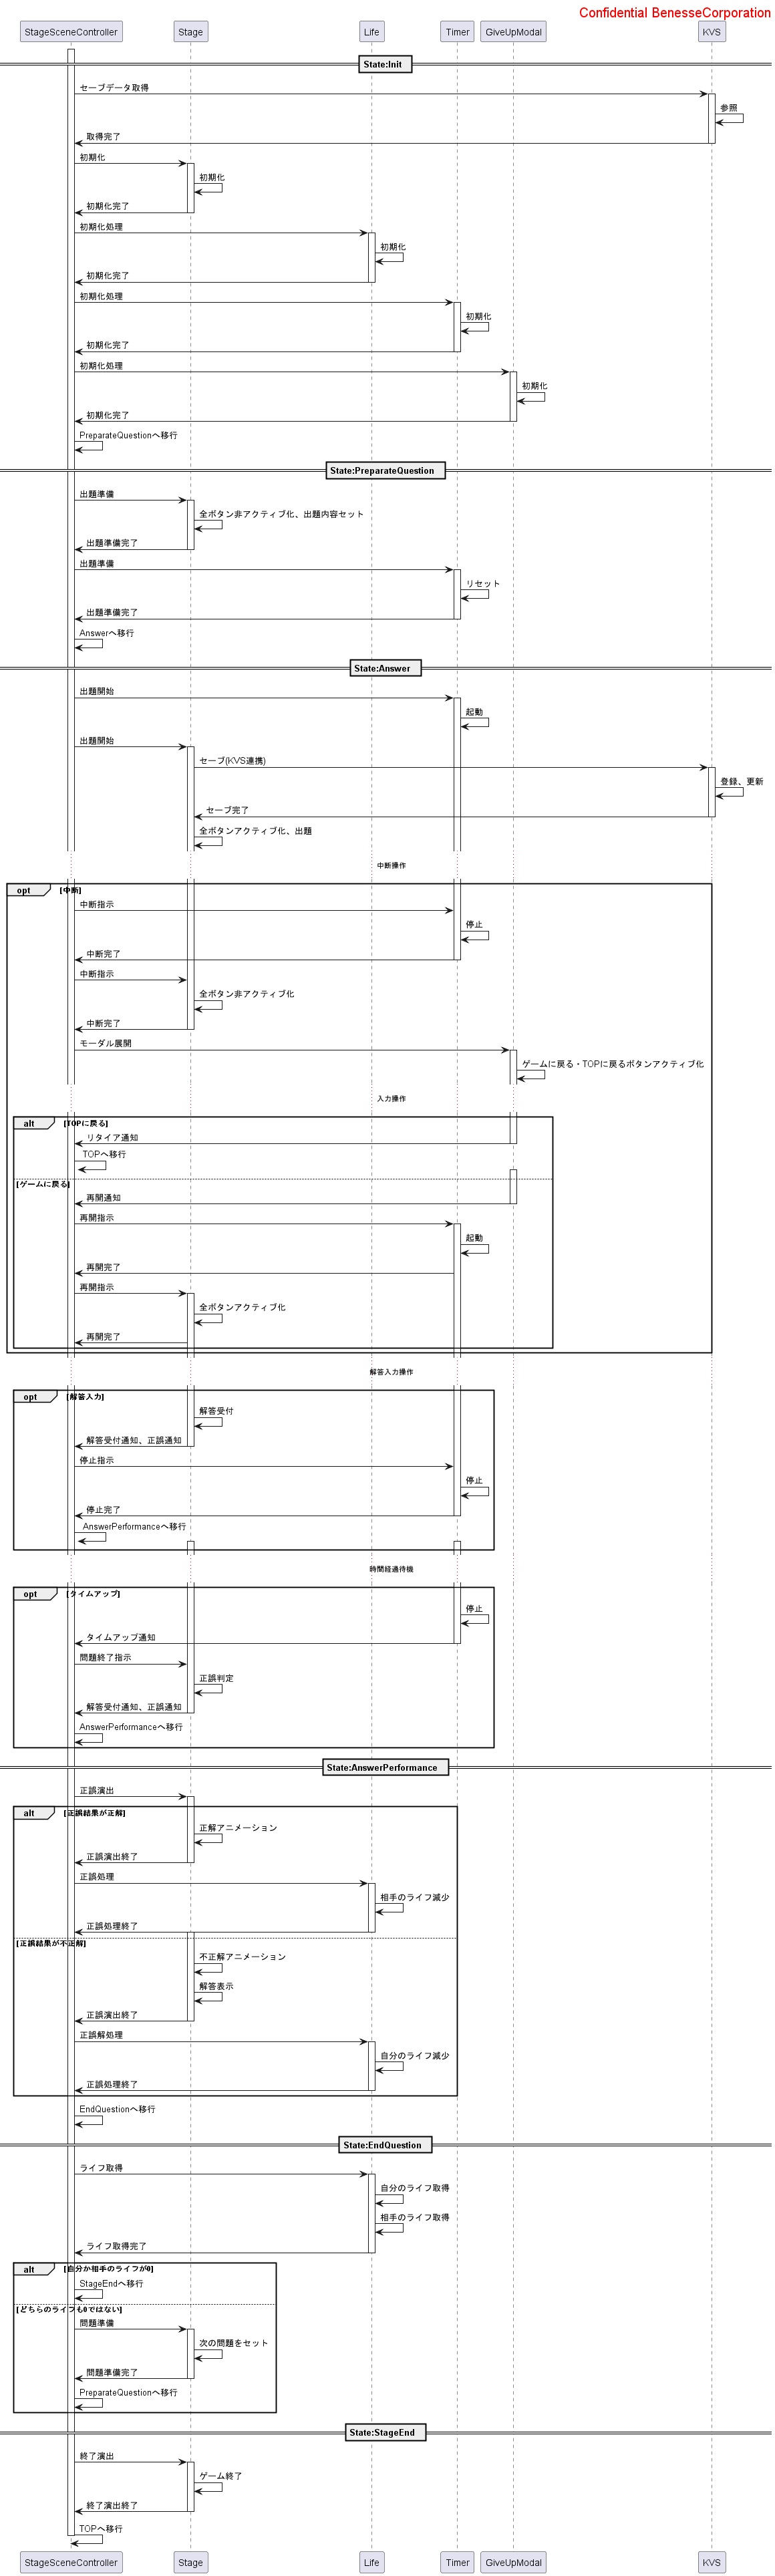 Confidential BenesseCorporation
StageSceneController Stage Life Timer GiveUpModal KVS
State:Init
セーブデータ取得
参照
取得完了
初期化
初期化
初期化完了
初期化処理
初期化
初期化完了
初期化処理
初期化
初期化完了
初期化処理
初期化
初期化完了
PreparateQuestionへ移行
State:PreparateQuestion
出題準備
全ボタン非アクティブ化、出題内容セット
出題準備完了
出題準備
リセット
出題準備完了
Answerへ移行
State:Answer
出題開始
起動
出題開始
セーブ(KVS連携)
登録、更新
セーブ完了
全ボタンアクティブ化、出題
中断操作
opt [中断]
中断指示
停止
中断完了
中断指示
全ボタン非アクティブ化
中断完了
モーダル展開
ゲームに戻る・TOPに戻るボタンアクティブ化
入力操作
alt [TOPに戻る]
リタイア通知
TOPへ移行
[ゲームに戻る]
再開通知
再開指示
起動
再開完了
再開指示
全ボタンアクティブ化
再開完了
解答入力操作
opt [解答入力]
解答受付
解答受付通知、正誤通知
停止指示
停止
停止完了
AnswerPerformanceへ移行
時間経過待機
opt [タイムアップ]
停止
タイムアップ通知
問題終了指示
正誤判定
解答受付通知、正誤通知
AnswerPerformanceへ移行
State:AnswerPerformance
正誤演出
alt [正誤結果が正解]
正解アニメーション
正誤演出終了
正誤処理
相手のライフ減少
正誤処理終了
[正誤結果が不正解]
不正解アニメーション
解答表示
正誤演出終了
正誤解処理
自分のライフ減少
正誤処理終了
EndQuestionへ移行
State:EndQuestion
ライフ取得
自分のライフ取得
相手のライフ取得
ライフ取得完了
alt [自分か相手のライフが0]
StageEndへ移行
[どちらのライフも0ではない]
問題準備
次の問題をセット
問題準備完了
PreparateQuestionへ移行
State:StageEnd
終了演出
ゲーム終了
終了演出終了
TOPへ移行
StageSceneController Stage Life Timer GiveUpModal KVS